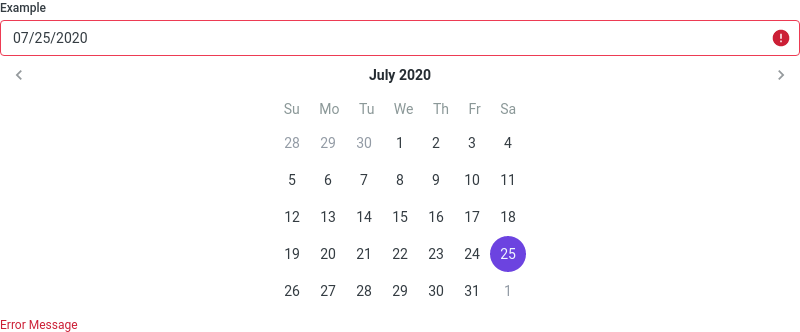 Example
07/25/2020
July 2020
Su Mo Tu We Th Fr Sa
28 29 30 1 2 3 4
5 6 7 8 9 10 11
12 13 14 15 16 17 18
19 20 21 22 23 24 25
26 27 28 29 30 31 1
Error Message